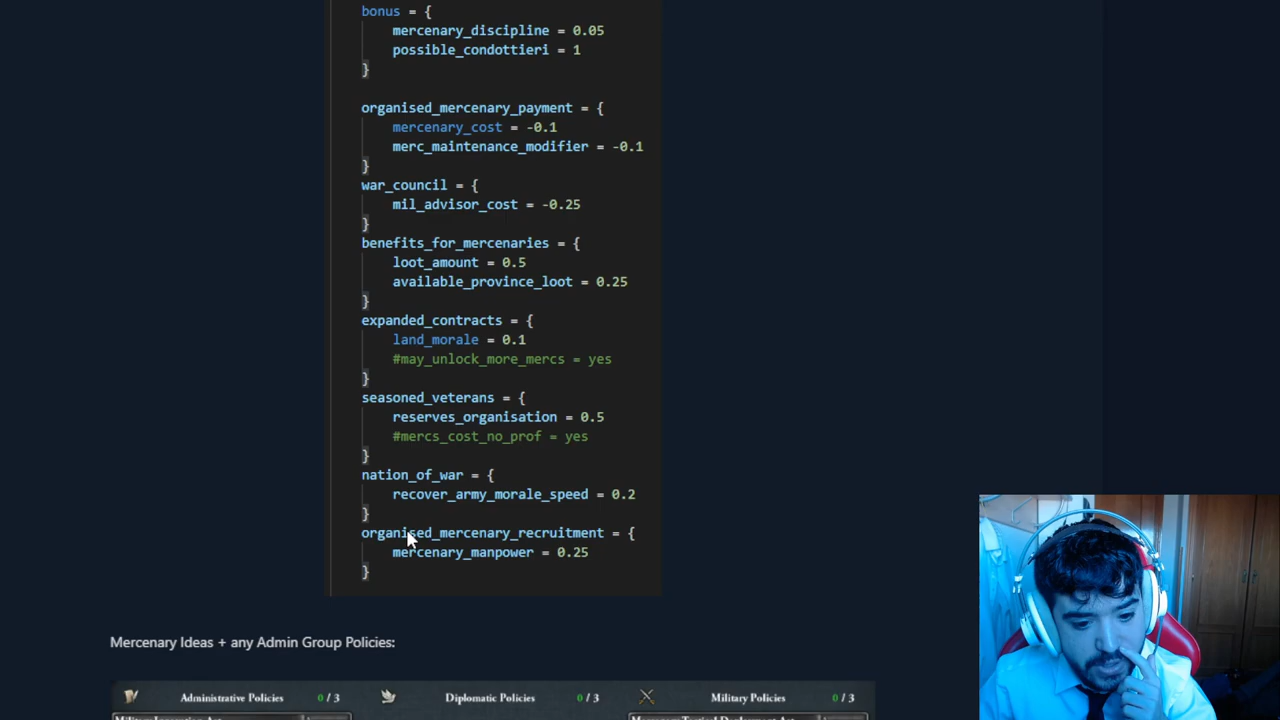 bonus = {
mercenary_discipline = 0.05
possible_condottieri = 1
}
organised_mercenary_payment = {
mercenary_cost = -0.1
merc_maintenance_modifier = -0.1
}
war_council = {
mil_advisor_cost = -0.25
}
benefits_for_mercenaries = {
loot_amount = 0.5
available_province_loot = 0.25
}
expanded_contracts = {
land_morale = 0.1
#may_unlock_more_mercs = yes
}
seasoned_veterans = {
reserves_organisation = 0.5
#mercs_cost_no_prof = yes
}
nation_of_war = {
recover_army_morale_speed = 0.2
}
organised_mercenary_recruitment = {
mercenary_manpower = 0.25
}
Mercenary Ideas + any Admin Group Policies:
Administrative Policies 0 / 3 Diplomatic Policies 0 / 3 Military Policies 0 / 3